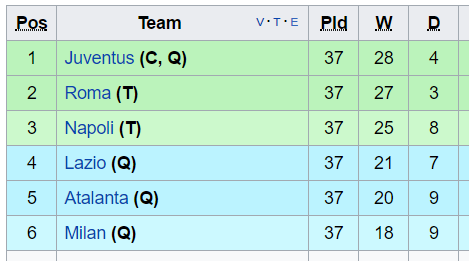 Pos Team V · T · E Pld W D
1 Juventus (C, Q) 37 28 4
2 Roma (T) 37 27 3
3 Napoli (T) 37 25 8
4 Lazio (Q) 37 21 7
5 Atalanta (Q) 37 20 9
6 Milan (Q) 37 18 9